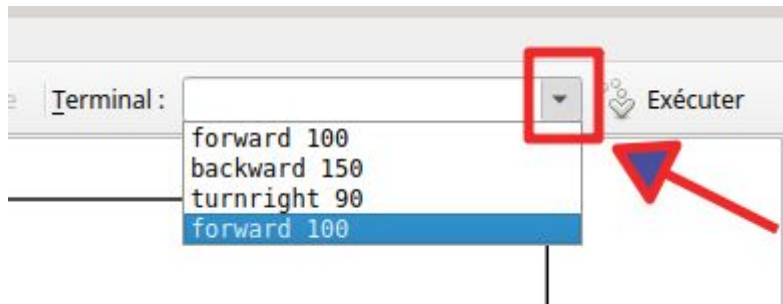 Terminal : Exécuter
forward 100
backward 150
turnright 90
forward 100